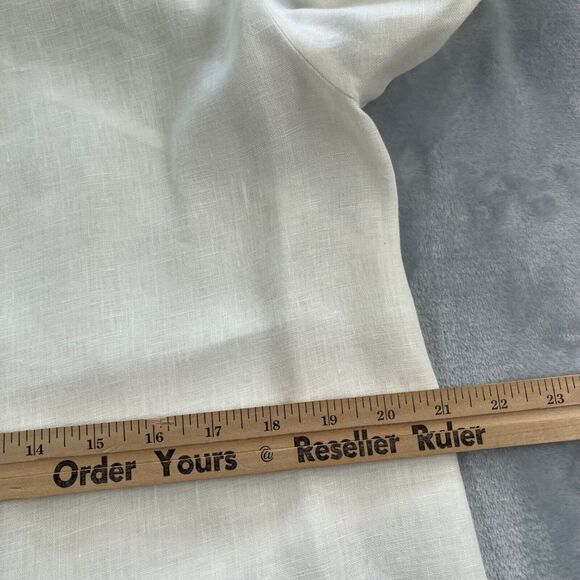 14 15 16 17 18 19 20 21 22 23
Order Yours @ Reseller Ruler